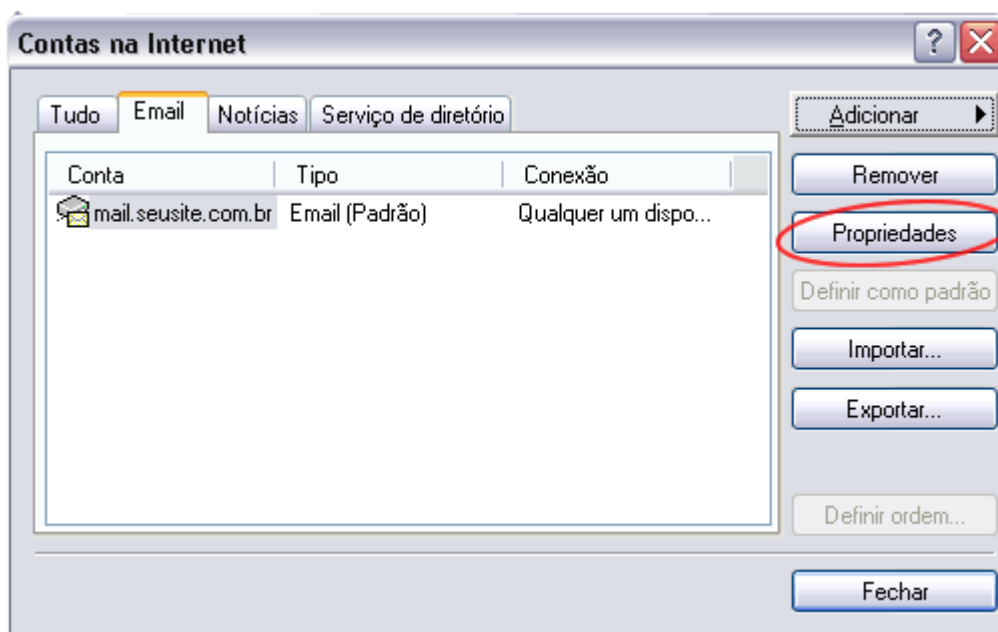 Contas na Internet
Tudo Email Notícias Serviço de diretório
Adicionar
Conta Tipo Conexão
Remover
mail.seusite.com.br Email (Padrão) Qualquer um dispo...
Propriedades
Definir como padrão
Importar...
Exportar...
Definir ordem...
Fechar